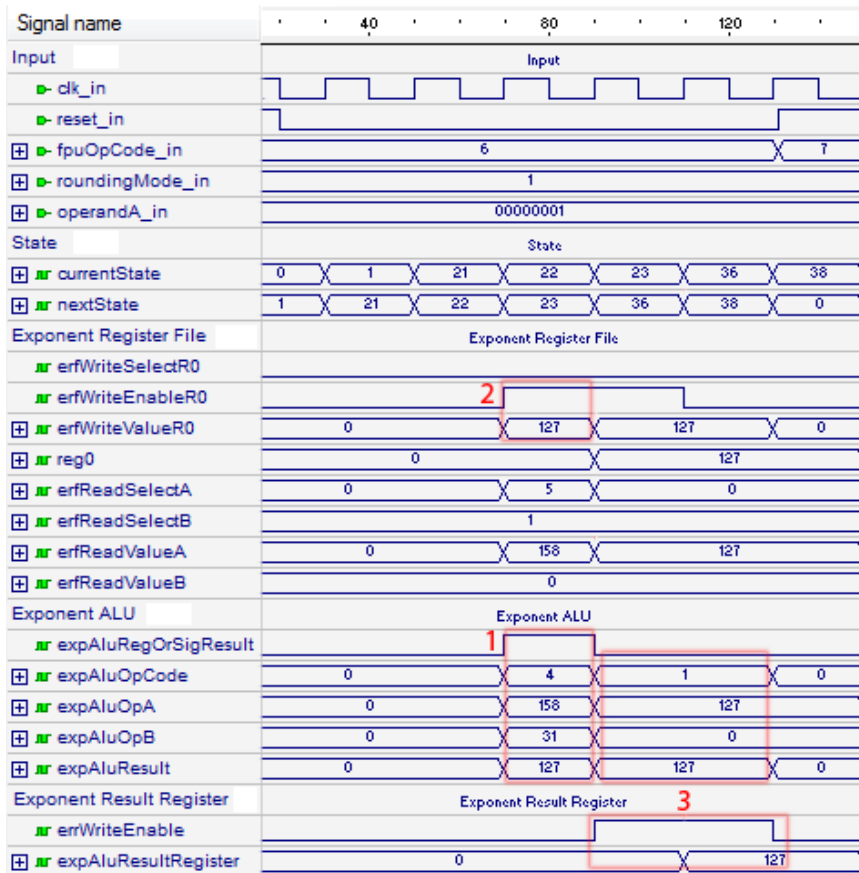 Signal name 40 80 120
Input Input
clk_in
reset_in
fpuOpCode_in 6 7
roundingMode_in 1
operandA_in 00000001
State State
currentState 0 1 21 22 23 36 38
nextState 1 21 22 23 36 38 0
Exponent Register File Exponent Register File
erfWriteSelectR0
erfWriteEnableR0 2
erfWriteValueR0 0 127 127 0
reg0 0 127
erfReadSelectA 0 5 0
erfReadSelectB 1
erfReadValueA 0 158 127
erfReadValueB 0
Exponent ALU Exponent ALU
expAluRegOrSigResult 1
expAluOpCode 0 4 1 0
expAluOpA 0 158 127
expAluOpB 0 31 0
expAluResult 0 127 127 0
Exponent Result Register Exponent Result Register 3
errWriteEnable
expAluResultRegister 0 127